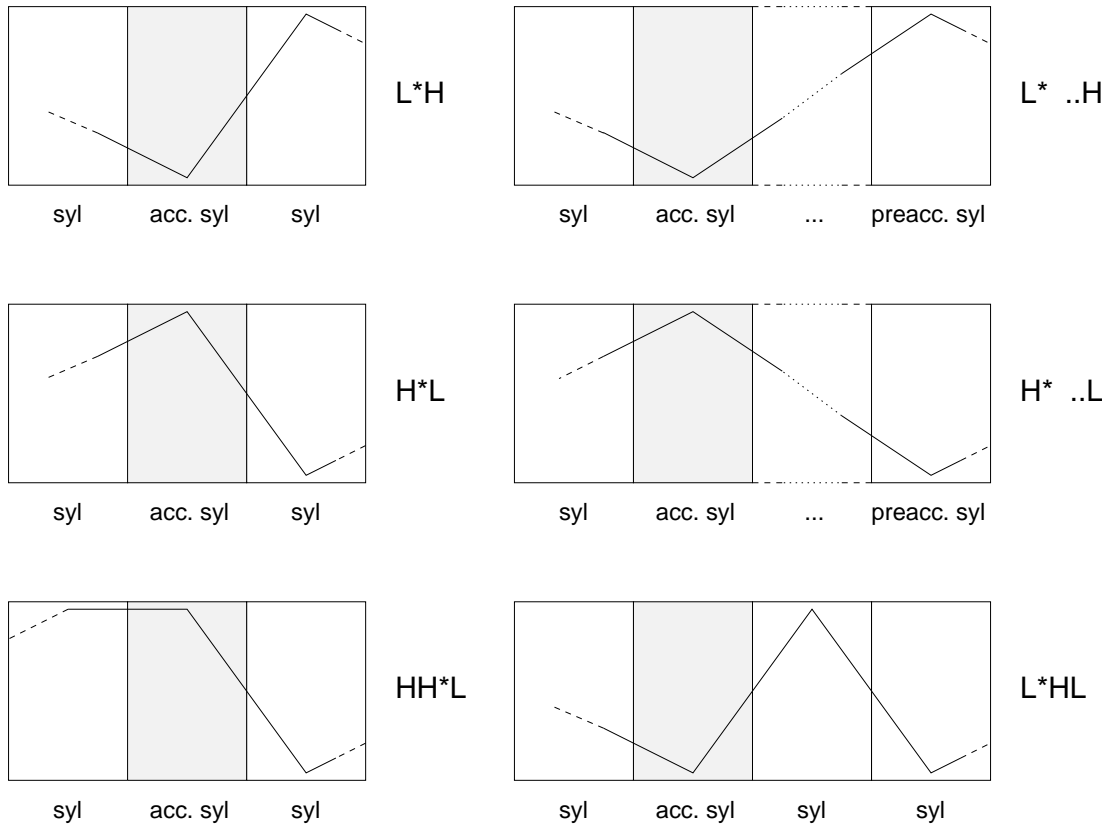 L*H
syl acc. syl syl
L* ..H
syl acc. syl ... preacc. syl
H*L
syl acc. syl syl
H* ..L
syl acc. syl ... preacc. syl
HH*L
syl acc. syl syl
L*HL
syl acc. syl syl syl